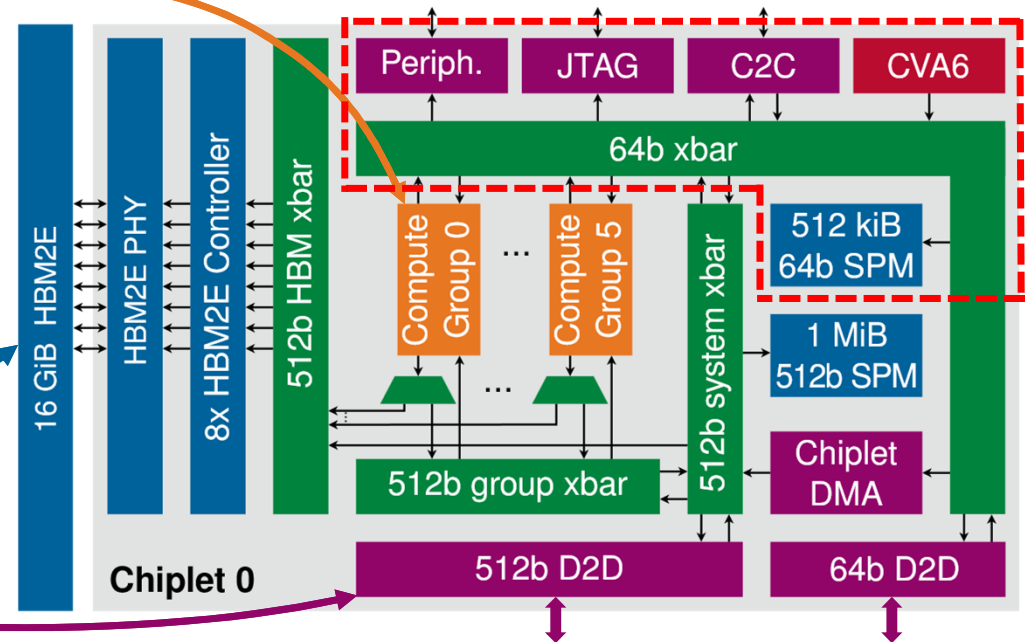 Periph.
JTAG
C2C
CVA6
64b xbar
16 GiB HBM2E
HBM2E PHY
8x HBM2E Controller
512b HBM xbar
Compute
Group 0
...
Compute
Group 5
512b system xbar
512 kiB
64b SPM
1 MiB
512b SPM
...
512b group xbar
Chiplet
DMA
Chiplet 0
512b D2D
64b D2D